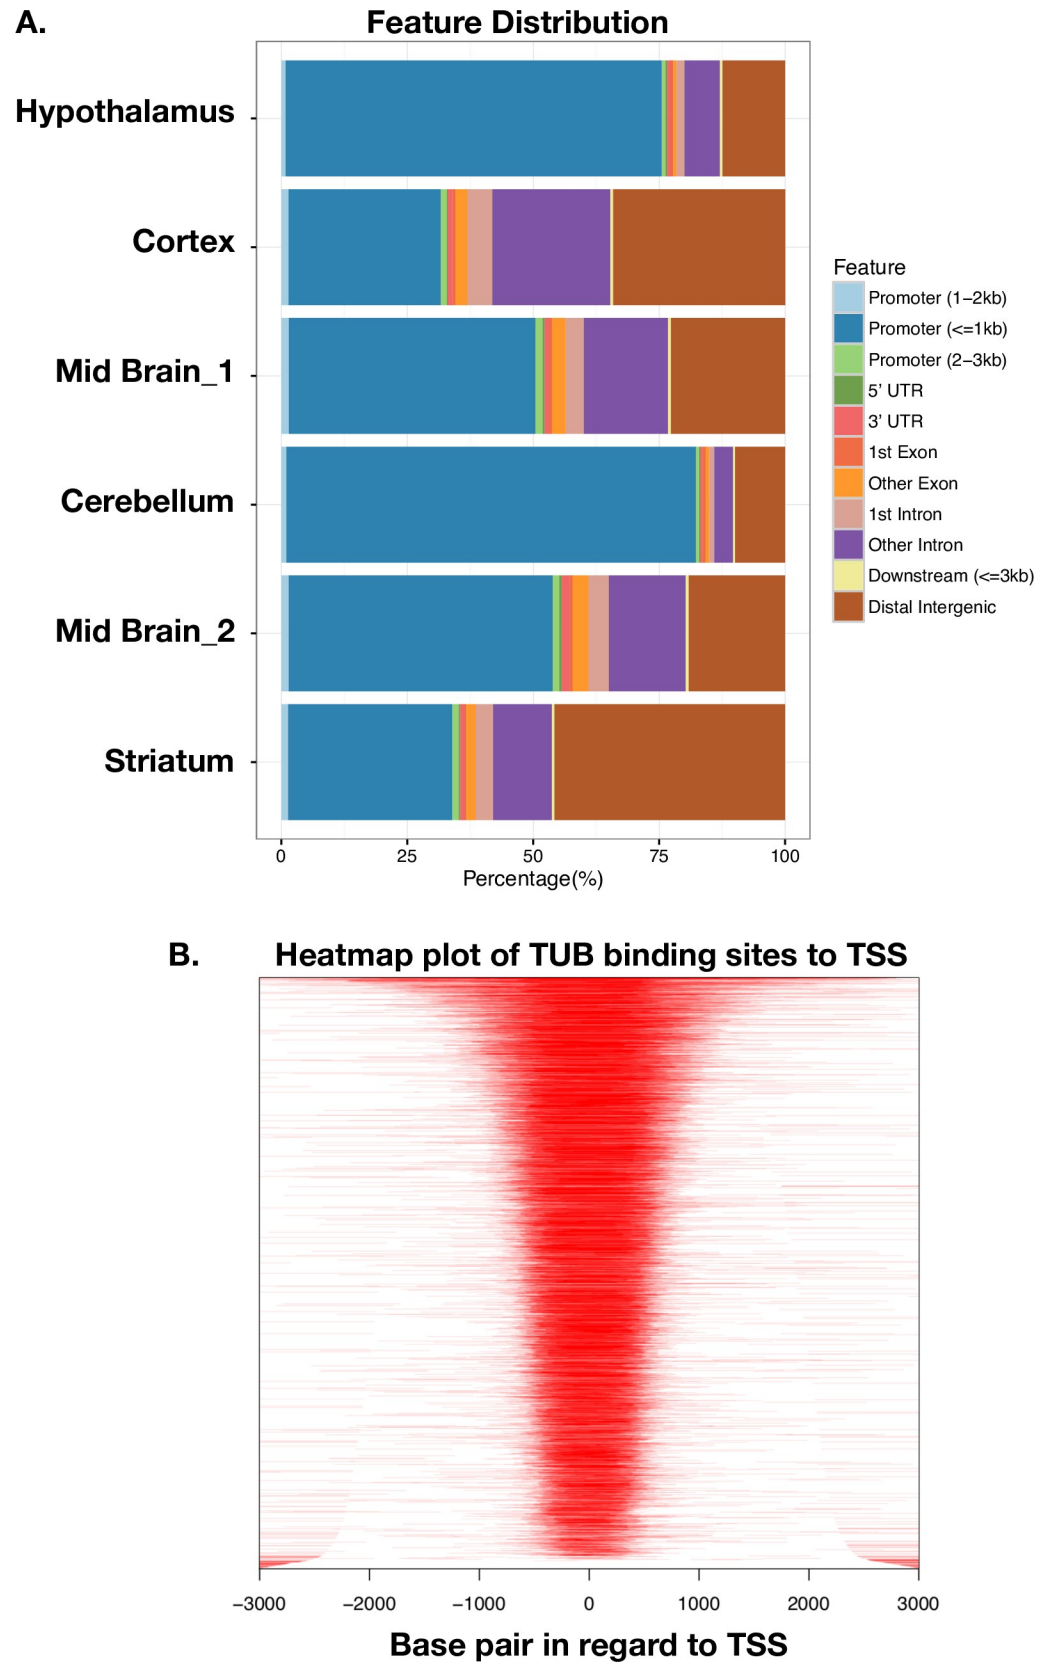 A.
Feature Distribution
Hypothalamus
Cortex
Mid Brain_1
Cerebellum
Mid Brain_2
Striatum
0 25 50 75 100
Percentage(%)
Feature
Promoter (1−2kb)
Promoter (<=1kb)
Promoter (2−3kb)
5’ UTR
3’ UTR
1st Exon
Other Exon
1st Intron
Other Intron
Downstream (<=3kb)
Distal Intergenic
B.
Heatmap plot of TUB binding sites to TSS
−3000 −2000 −1000 0 1000 2000 3000
Base pair in regard to TSS